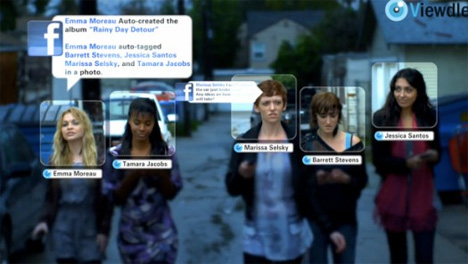 Viewdle
Emma Moreau Auto-created the
album "Rainy Day Detour"
Emma Moreau auto-tagged
Barrett Stevens, Jessica Santos
Marissa Selsky, and Tamara Jacobs
in a photo.
f
f
Emma Moreau
Tamara Jacobs
Marissa Selsky
Barrett Stevens
Jessica Santos